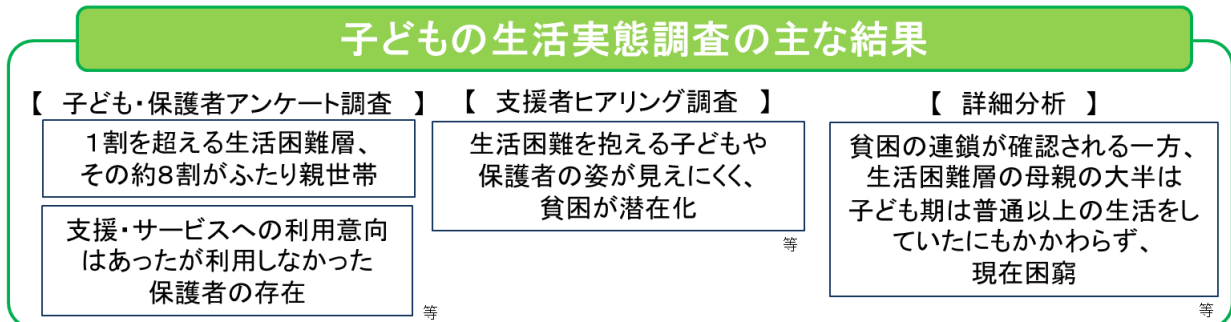 子どもの生活実態調査の主な結果
【 子ども・保護者アンケート調査 】
1割を超える生活困難層、
その約8割がふたり親世帯
支援・サービスへの利用意向
はあったが利用しなかった
保護者の存在
等
【 支援者ヒアリング調査 】
生活困難を抱える子どもや
保護者の姿が見えにくく、
貧困が潜在化
等
【 詳細分析 】
貧困の連鎖が確認される一方、
生活困難層の母親の大半は
子ども期は普通以上の生活をし
ていたにもかかわらず、
現在困窮
等